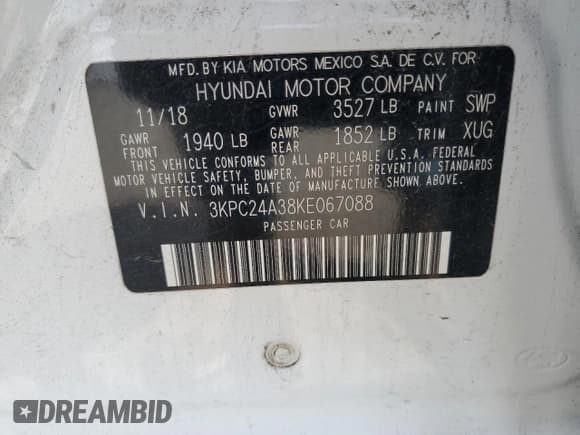 MFD. BY KIA MOTORS MEXICO S.A. DE C.V. FOR
HYUNDAI MOTOR COMPANY
11/18 GVWR 3527 LB PAINT SWP
GAWR FRONT 1940 LB GAWR REAR 1852 LB TRIM XUG
THIS VEHICLE CONFORMS TO ALL APPLICABLE U.S.A. FEDERAL
MOTOR VEHICLE SAFETY, BUMPER, AND THEFT PREVENTION STANDARDS
IN EFFECT ON THE DATE OF MANUFACTURE SHOWN ABOVE.
V.I.N. 3KPC24A38KE067088
PASSENGER CAR
DREAMBID